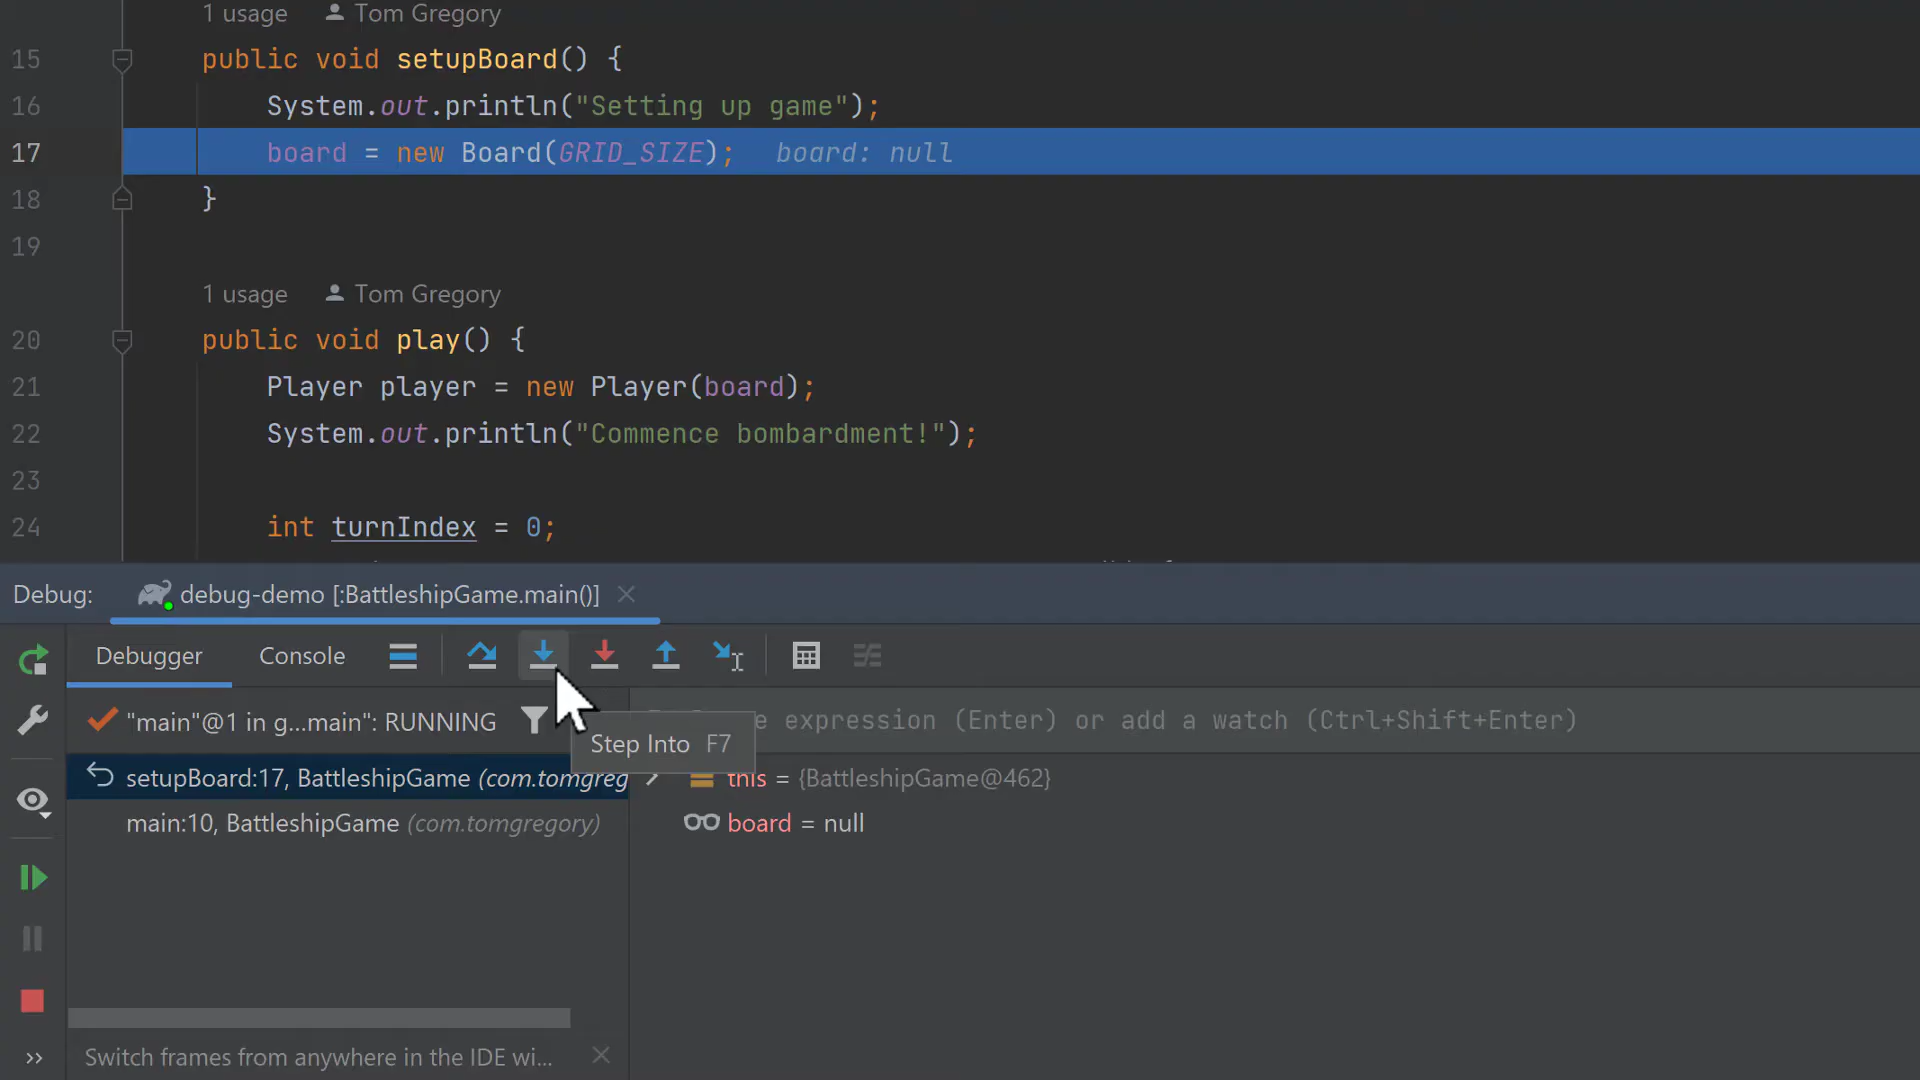 1 usage Tom Gregory
15 public void setupBoard() {
16 System.out.println("Setting up game");
17 board = new Board(GRID_SIZE); board: null
18 }
19
1 usage Tom Gregory
20 public void play() {
21 Player player = new Player(board);
22 System.out.println("Commence bombardment!");
23
24 int turnIndex = 0;
Debug: debug-demo [:BattleshipGame.main()]
Debugger Console
"main"@1 in g...main": RUNNING
expression (Enter) or add a watch (Ctrl+Shift+Enter)
Step Into F7
setupBoard:17, BattleshipGame (com.tomgreg
this = {BattleshipGame@462}
main:10, BattleshipGame (com.tomgregory)
board = null
Switch frames from anywhere in the IDE wi...